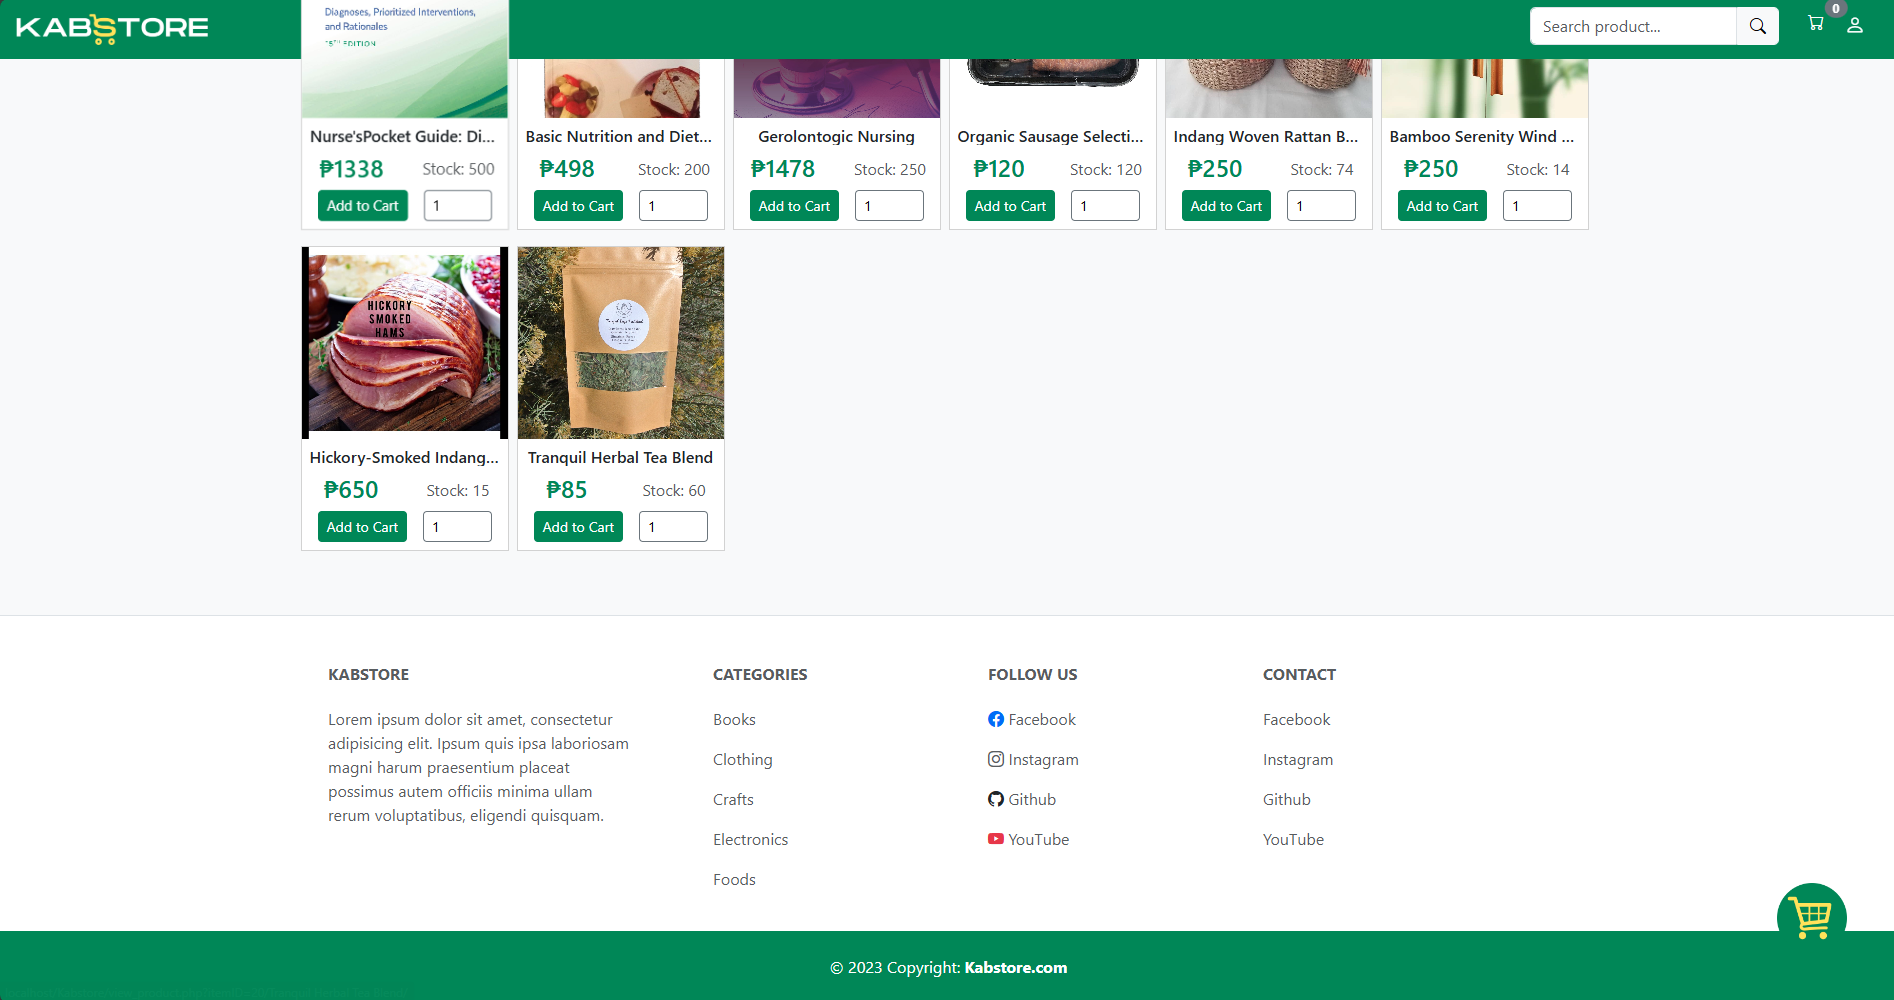 KABSTORE
Diagnoses, Prioritized Interventions,
and Rationales
15TH EDITION
Search product...
0
Nurse'sPocket Guide: Di...
₱1338
Stock: 500
Add to Cart
1
Basic Nutrition and Diet...
₱498
Stock: 200
Add to Cart
1
Gerolontogic Nursing
₱1478
Stock: 250
Add to Cart
1
Organic Sausage Selecti...
₱120
Stock: 120
Add to Cart
1
Indang Woven Rattan B...
₱250
Stock: 74
Add to Cart
1
Bamboo Serenity Wind ...
₱250
Stock: 14
Add to Cart
1
HICKORY
SMOKED
HAMS
Hickory-Smoked Indang...
₱650
Stock: 15
Add to Cart
1
Tranquil Herbal Tea Blend
₱85
Stock: 60
Add to Cart
1
KABSTORE
Lorem ipsum dolor sit amet, consectetur
adipisicing elit. Ipsum quis ipsa laboriosam
magni harum praesentium placeat
possimus autem officiis minima ullam
rerum voluptatibus, eligendi quisquam.
CATEGORIES
Books
Clothing
Crafts
Electronics
Foods
FOLLOW US
Facebook
Instagram
Github
YouTube
CONTACT
Facebook
Instagram
Github
YouTube
© 2023 Copyright: Kabstore.com